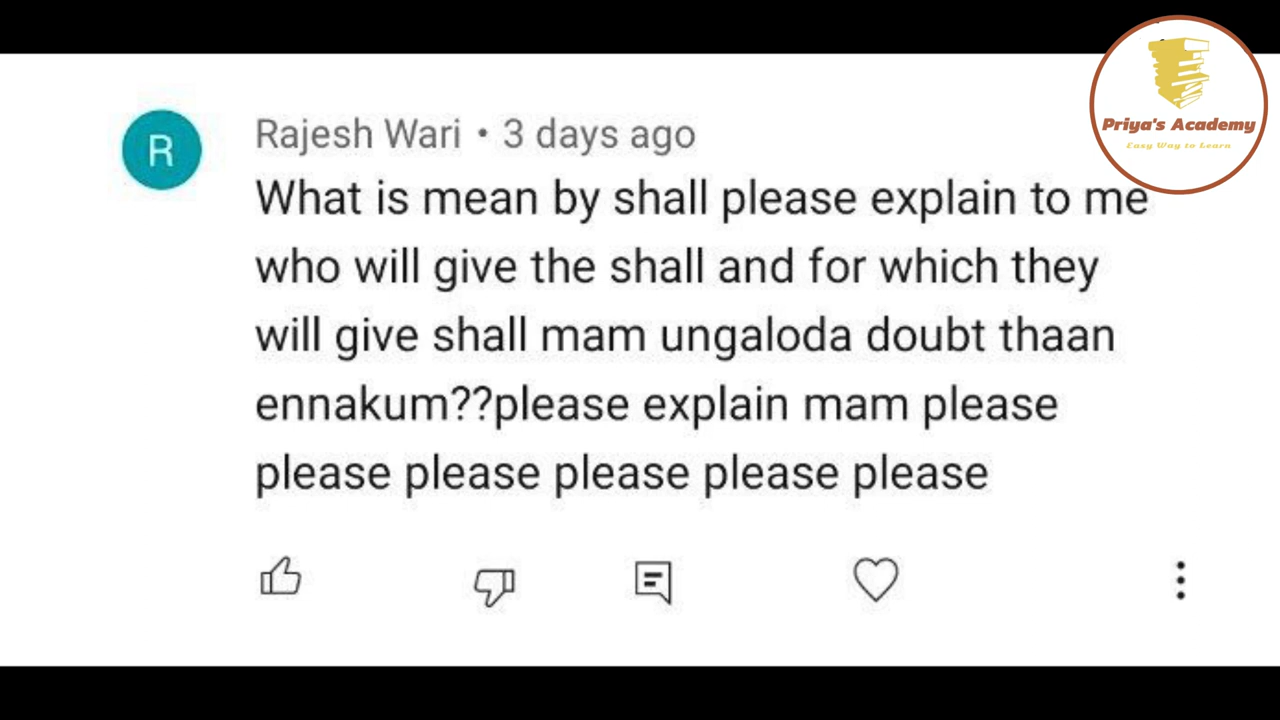 Priya's Academy
Easy Way to Learn
R
Rajesh Wari • 3 days ago
What is mean by shall please explain to me
who will give the shall and for which they
will give shall mam ungaloda doubt thaan
ennakum??please explain mam please
please please please please please